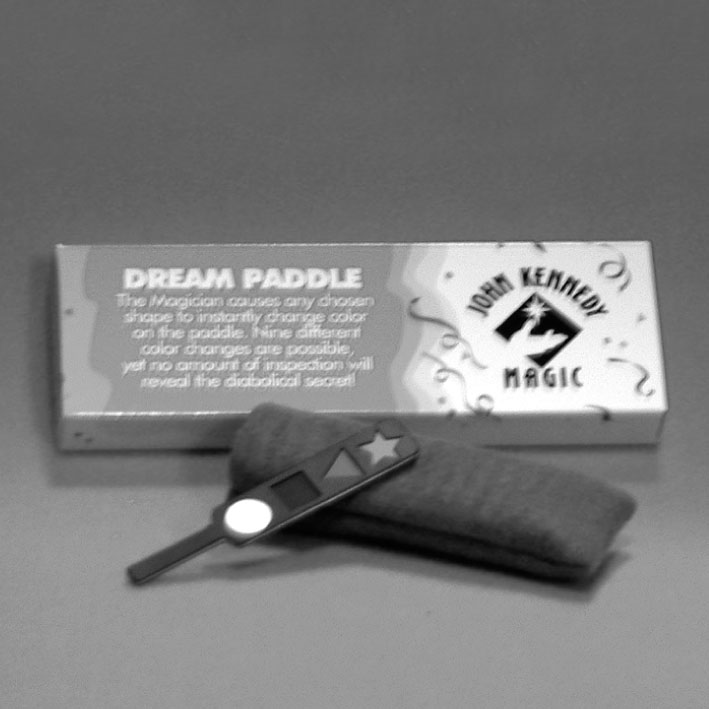 DREAM PADDLE
The Magician causes any chosen
shape to instantly change color
on the paddle. Nine different
color changes are possible,
yet no amount of inspection will
reveal the diabolical secret!
JOHN KENNEDY
MAGIC